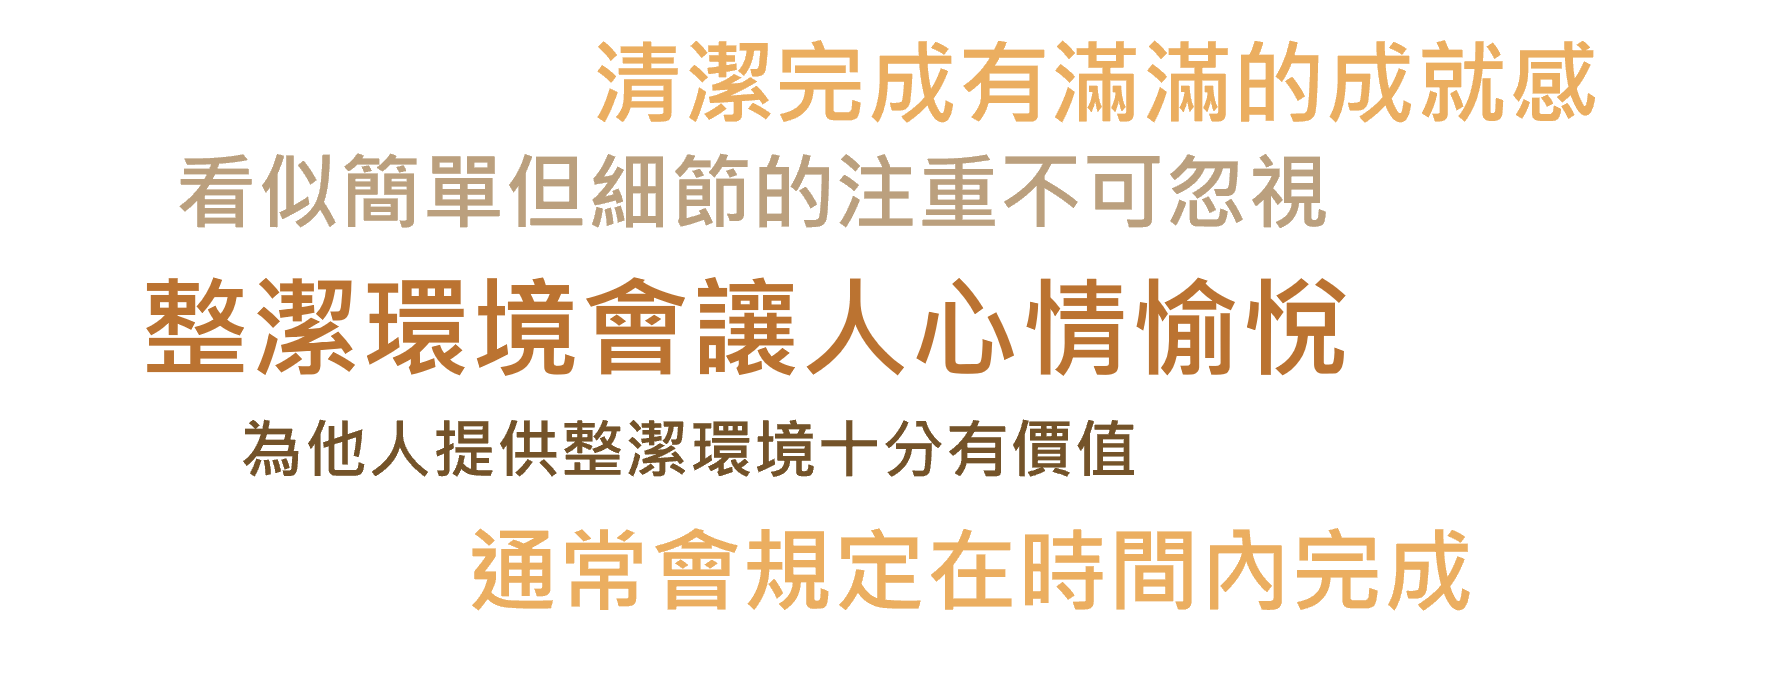 清潔完成有滿滿的成就感
看似簡單但細節的注重不可忽視
整潔環境會讓人心情愉悅
為他人提供整潔環境十分有價值
通常會規定在時間內完成